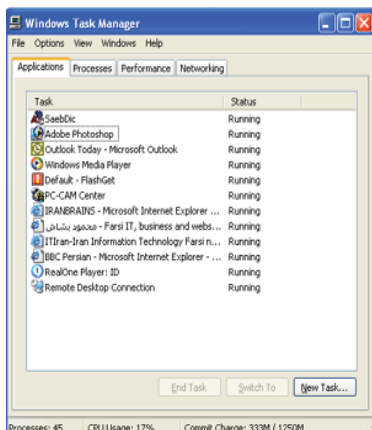 Windows Task Manager
File Options View Windows Help
Applications Processes Performance Networking
Task Status
SaebDic Running
Adobe Photoshop Running
Outlook Today - Microsoft Outlook Running
Windows Media Player Running
Default - FlashGet Running
PC-CAM Center Running
IRANBRAINS - Microsoft Internet Explorer ... Running
محمود بشاش - Farsi IT, business and webs... Running
ITIran-Iran Information Technology Farsi n... Running
BBC Persian - Microsoft Internet Explorer - ... Running
RealOne Player: ID Running
Remote Desktop Connection Running
End Task Switch To New Task...
Processes: 45 CPU Usage: 17% Commit Charge: 333M / 1250M